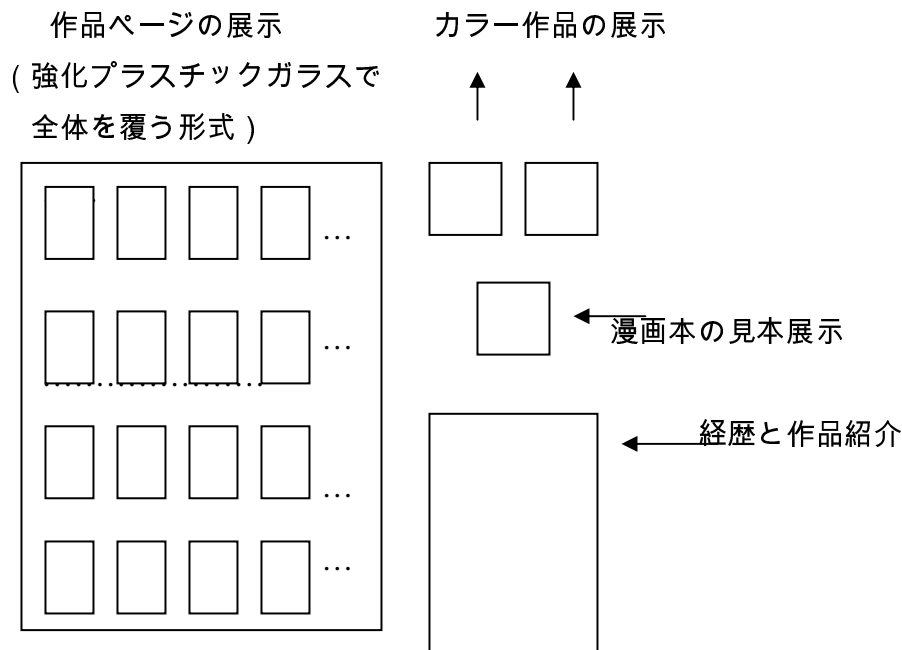 作品ページの展示
(強化プラスチックガラスで
全体を覆う形式)
カラー作品の展示
…
…
…
…
漫画本の見本展示
経歴と作品紹介